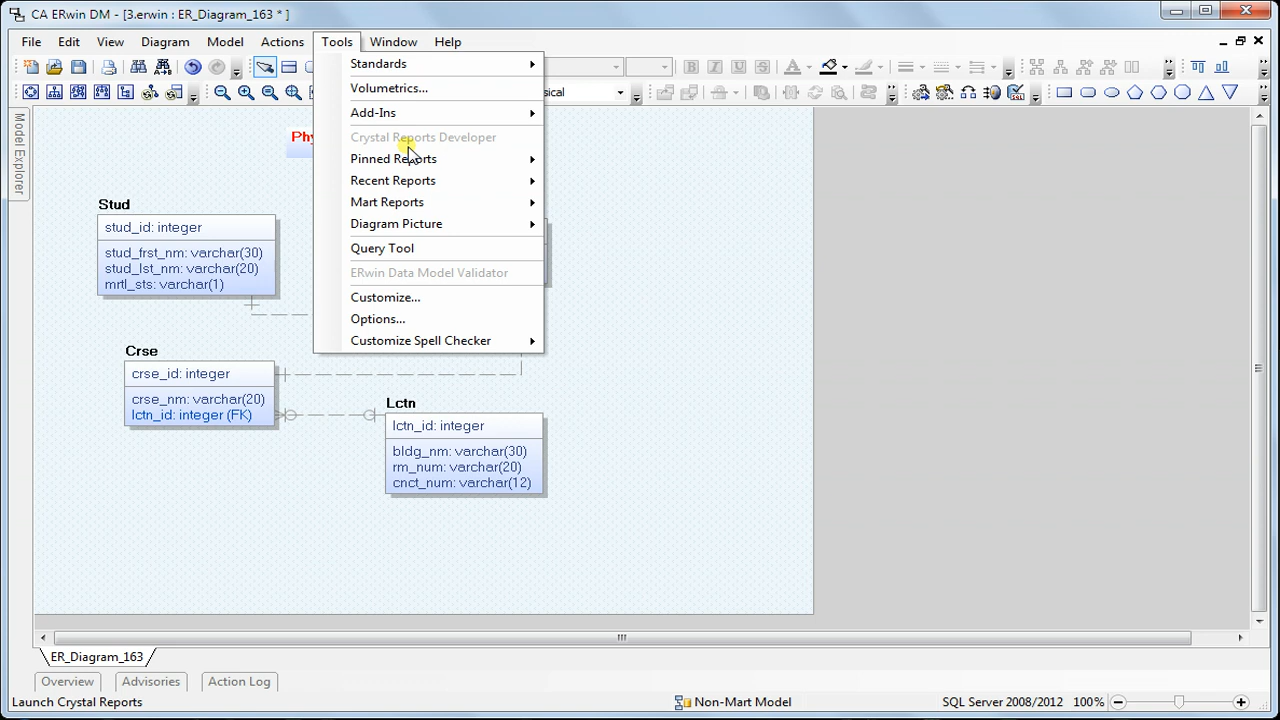 CA ERwin DM - [3.erwin : ER_Diagram_163 * ]
File Edit View Diagram Model Actions Tools Window Help
Standards
Volumetrics...
Add-Ins
Crystal Reports Developer
Pinned Reports
Recent Reports
Mart Reports
Diagram Picture
Query Tool
ERwin Data Model Validator
Customize...
Options...
Customize Spell Checker
Model Explorer
Stud
stud_id: integer
stud_frst_nm: varchar(30)
stud_lst_nm: varchar(20)
mrtl_sts: varchar(1)
Crse
crse_id: integer
crse_nm: varchar(20)
lctn_id: integer (FK)
Lctn
lctn_id: integer
bldg_nm: varchar(30)
rm_num: varchar(20)
cnct_num: varchar(12)
ER_Diagram_163
Overview Advisories Action Log
Launch Crystal Reports Non-Mart Model SQL Server 2008/2012 100%